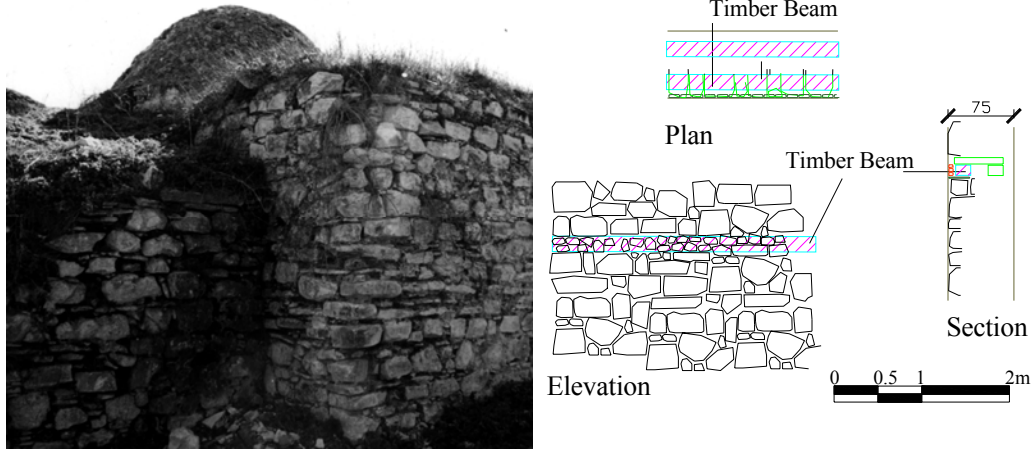 Timber Beam
Plan
75
Timber Beam
Section
Elevation
0 0.5 1 2m